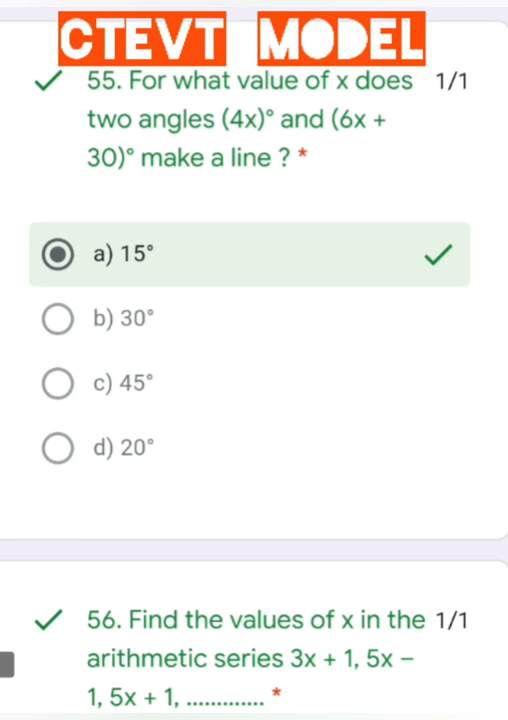 CTEVT MODEL
55. For what value of x does 1/1
two angles (4x)° and (6x +
30)° make a line ? *
a) 15°
b) 30°
c) 45°
d) 20°
56. Find the values of x in the 1/1
arithmetic series 3x + 1, 5x –
1, 5x + 1, ............. *